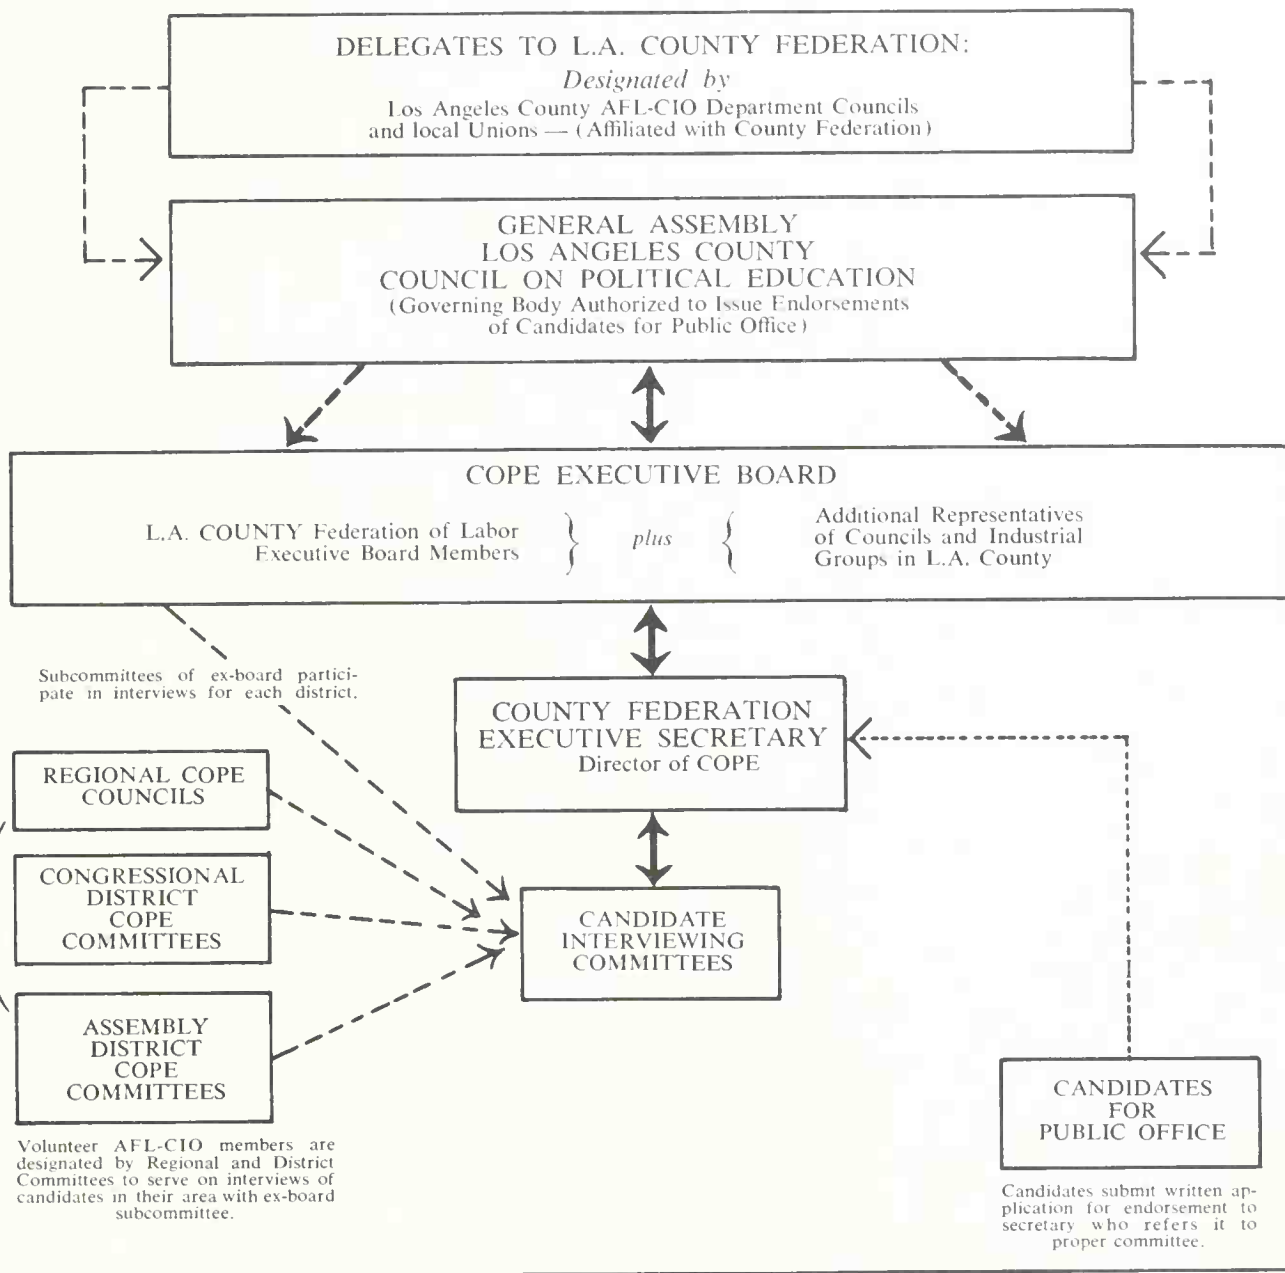 DELEGATES TO L.A. COUNTY FEDERATION:
Designated by
Los Angeles County AFL-CIO Department Councils
and local Unions — (Affiliated with County Federation)
GENERAL ASSEMBLY
LOS ANGELES COUNTY
COUNCIL ON POLITICAL EDUCATION
(Governing Body Authorized to Issue Endorsements
of Candidates for Public Office)
COPE EXECUTIVE BOARD
L.A. COUNTY Federation of Labor
Executive Board Members
plus
Additional Representatives
of Councils and Industrial
Groups in L.A. County
Subcommittees of ex-board partici-
pate in interviews for each district.
COUNTY FEDERATION
EXECUTIVE SECRETARY
Director of COPE
REGIONAL COPE
COUNCILS
CONGRESSIONAL
DISTRICT
COPE
COMMITTEES
CANDIDATE
INTERVIEWING
COMMITTEES
ASSEMBLY
DISTRICT
COPE
COMMITTEES
Volunteer AFL-CIO members are
designated by Regional and District
Committees to serve on interviews of
candidates in their area with ex-board
subcommittee.
CANDIDATES
FOR
PUBLIC OFFICE
Candidates submit written ap-
plication for endorsement to
secretary who refers it to
proper committee.